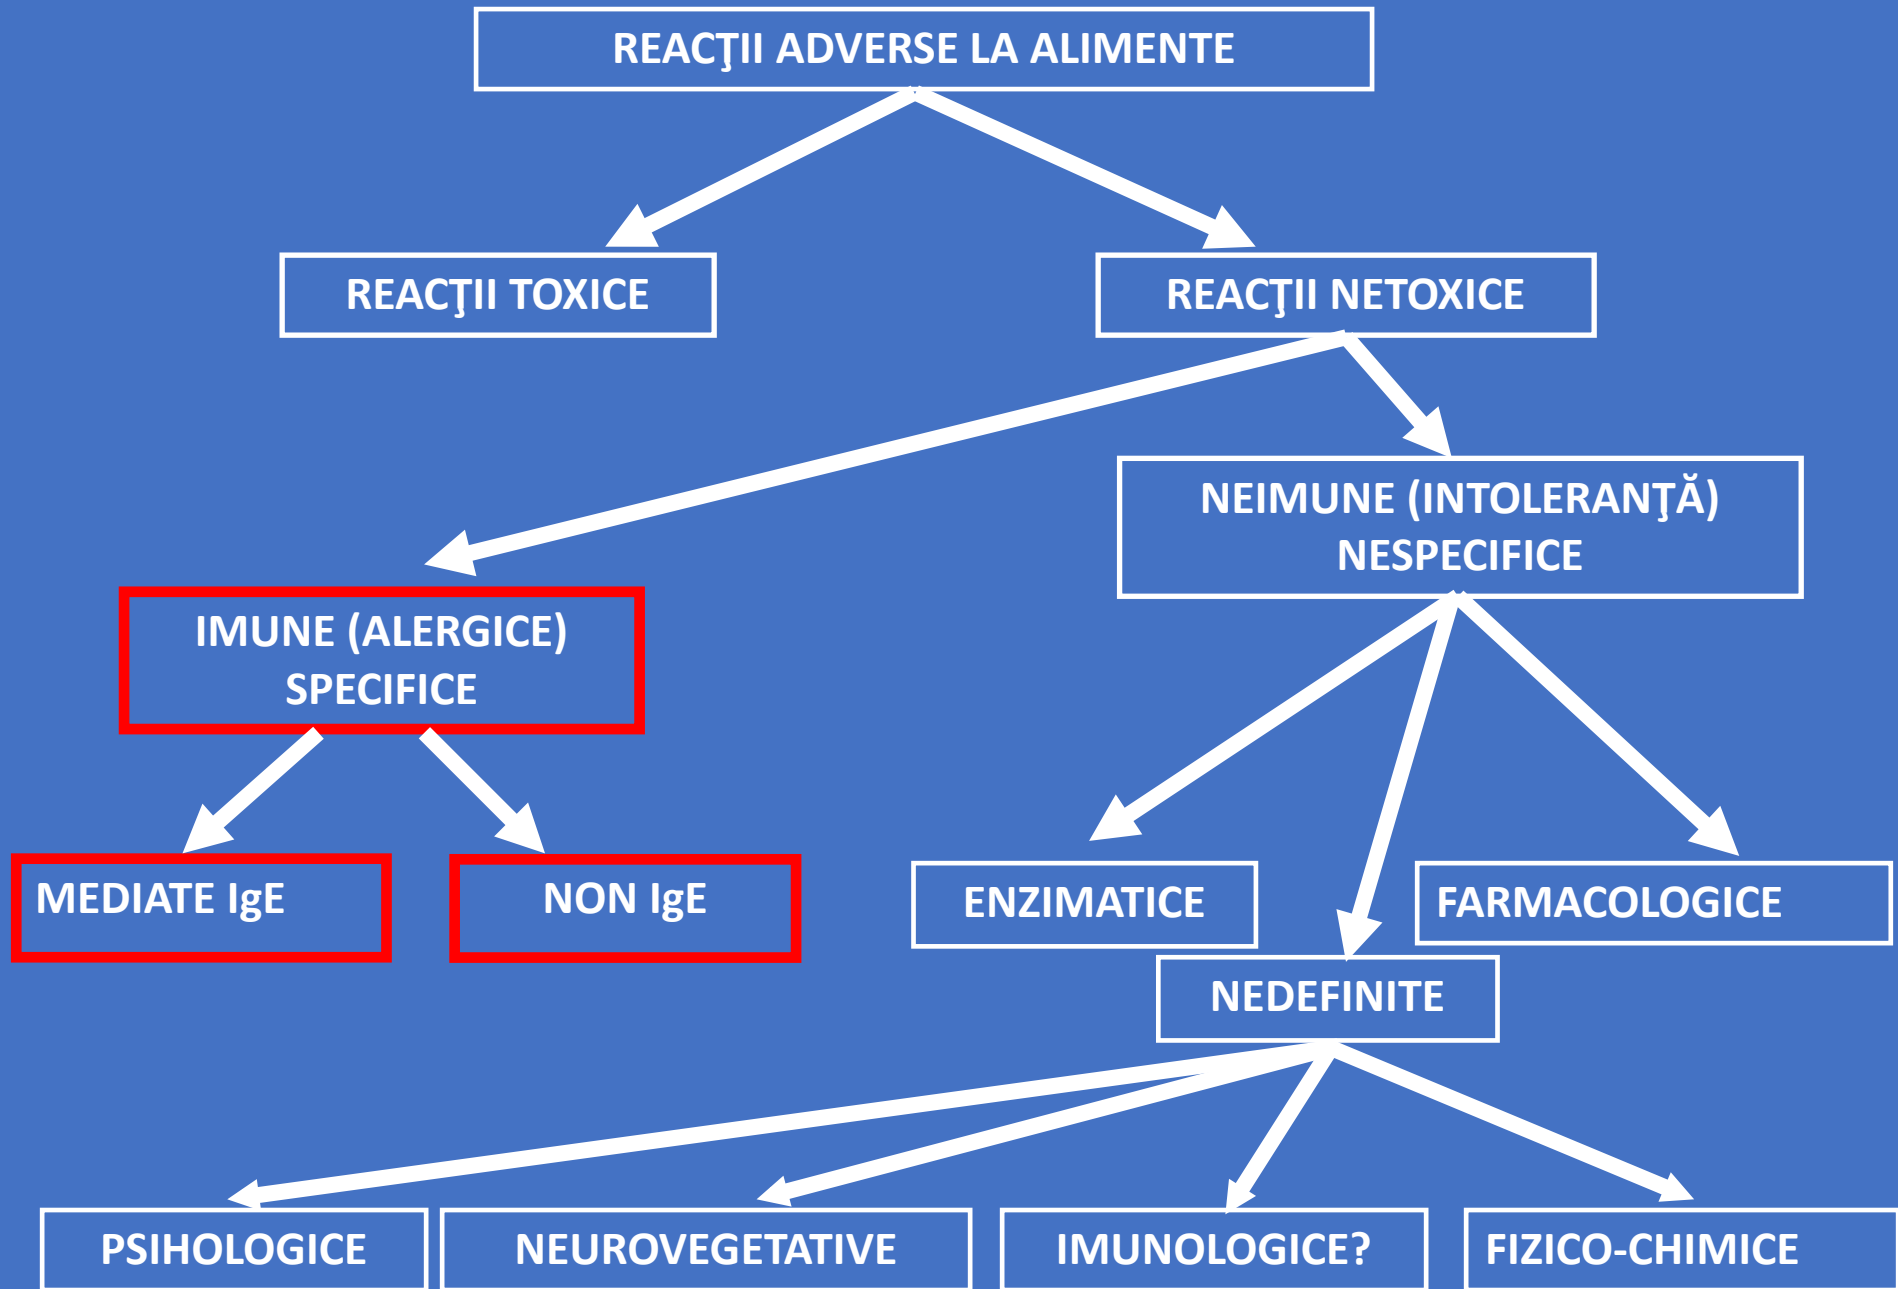 REACŢII ADVERSE LA ALIMENTE
REACŢII TOXICE
REACŢII NETOXICE
NEIMUNE (INTOLERANŢĂ)
NESPECIFICE
IMUNE (ALERGICE)
SPECIFICE
MEDIATE IgE
NON IgE
ENZIMATICE
FARMACOLOGICE
NEDEFINITE
PSIHOLOGICE
NEUROVEGETATIVE
IMUNOLOGICE?
FIZICO-CHIMICE